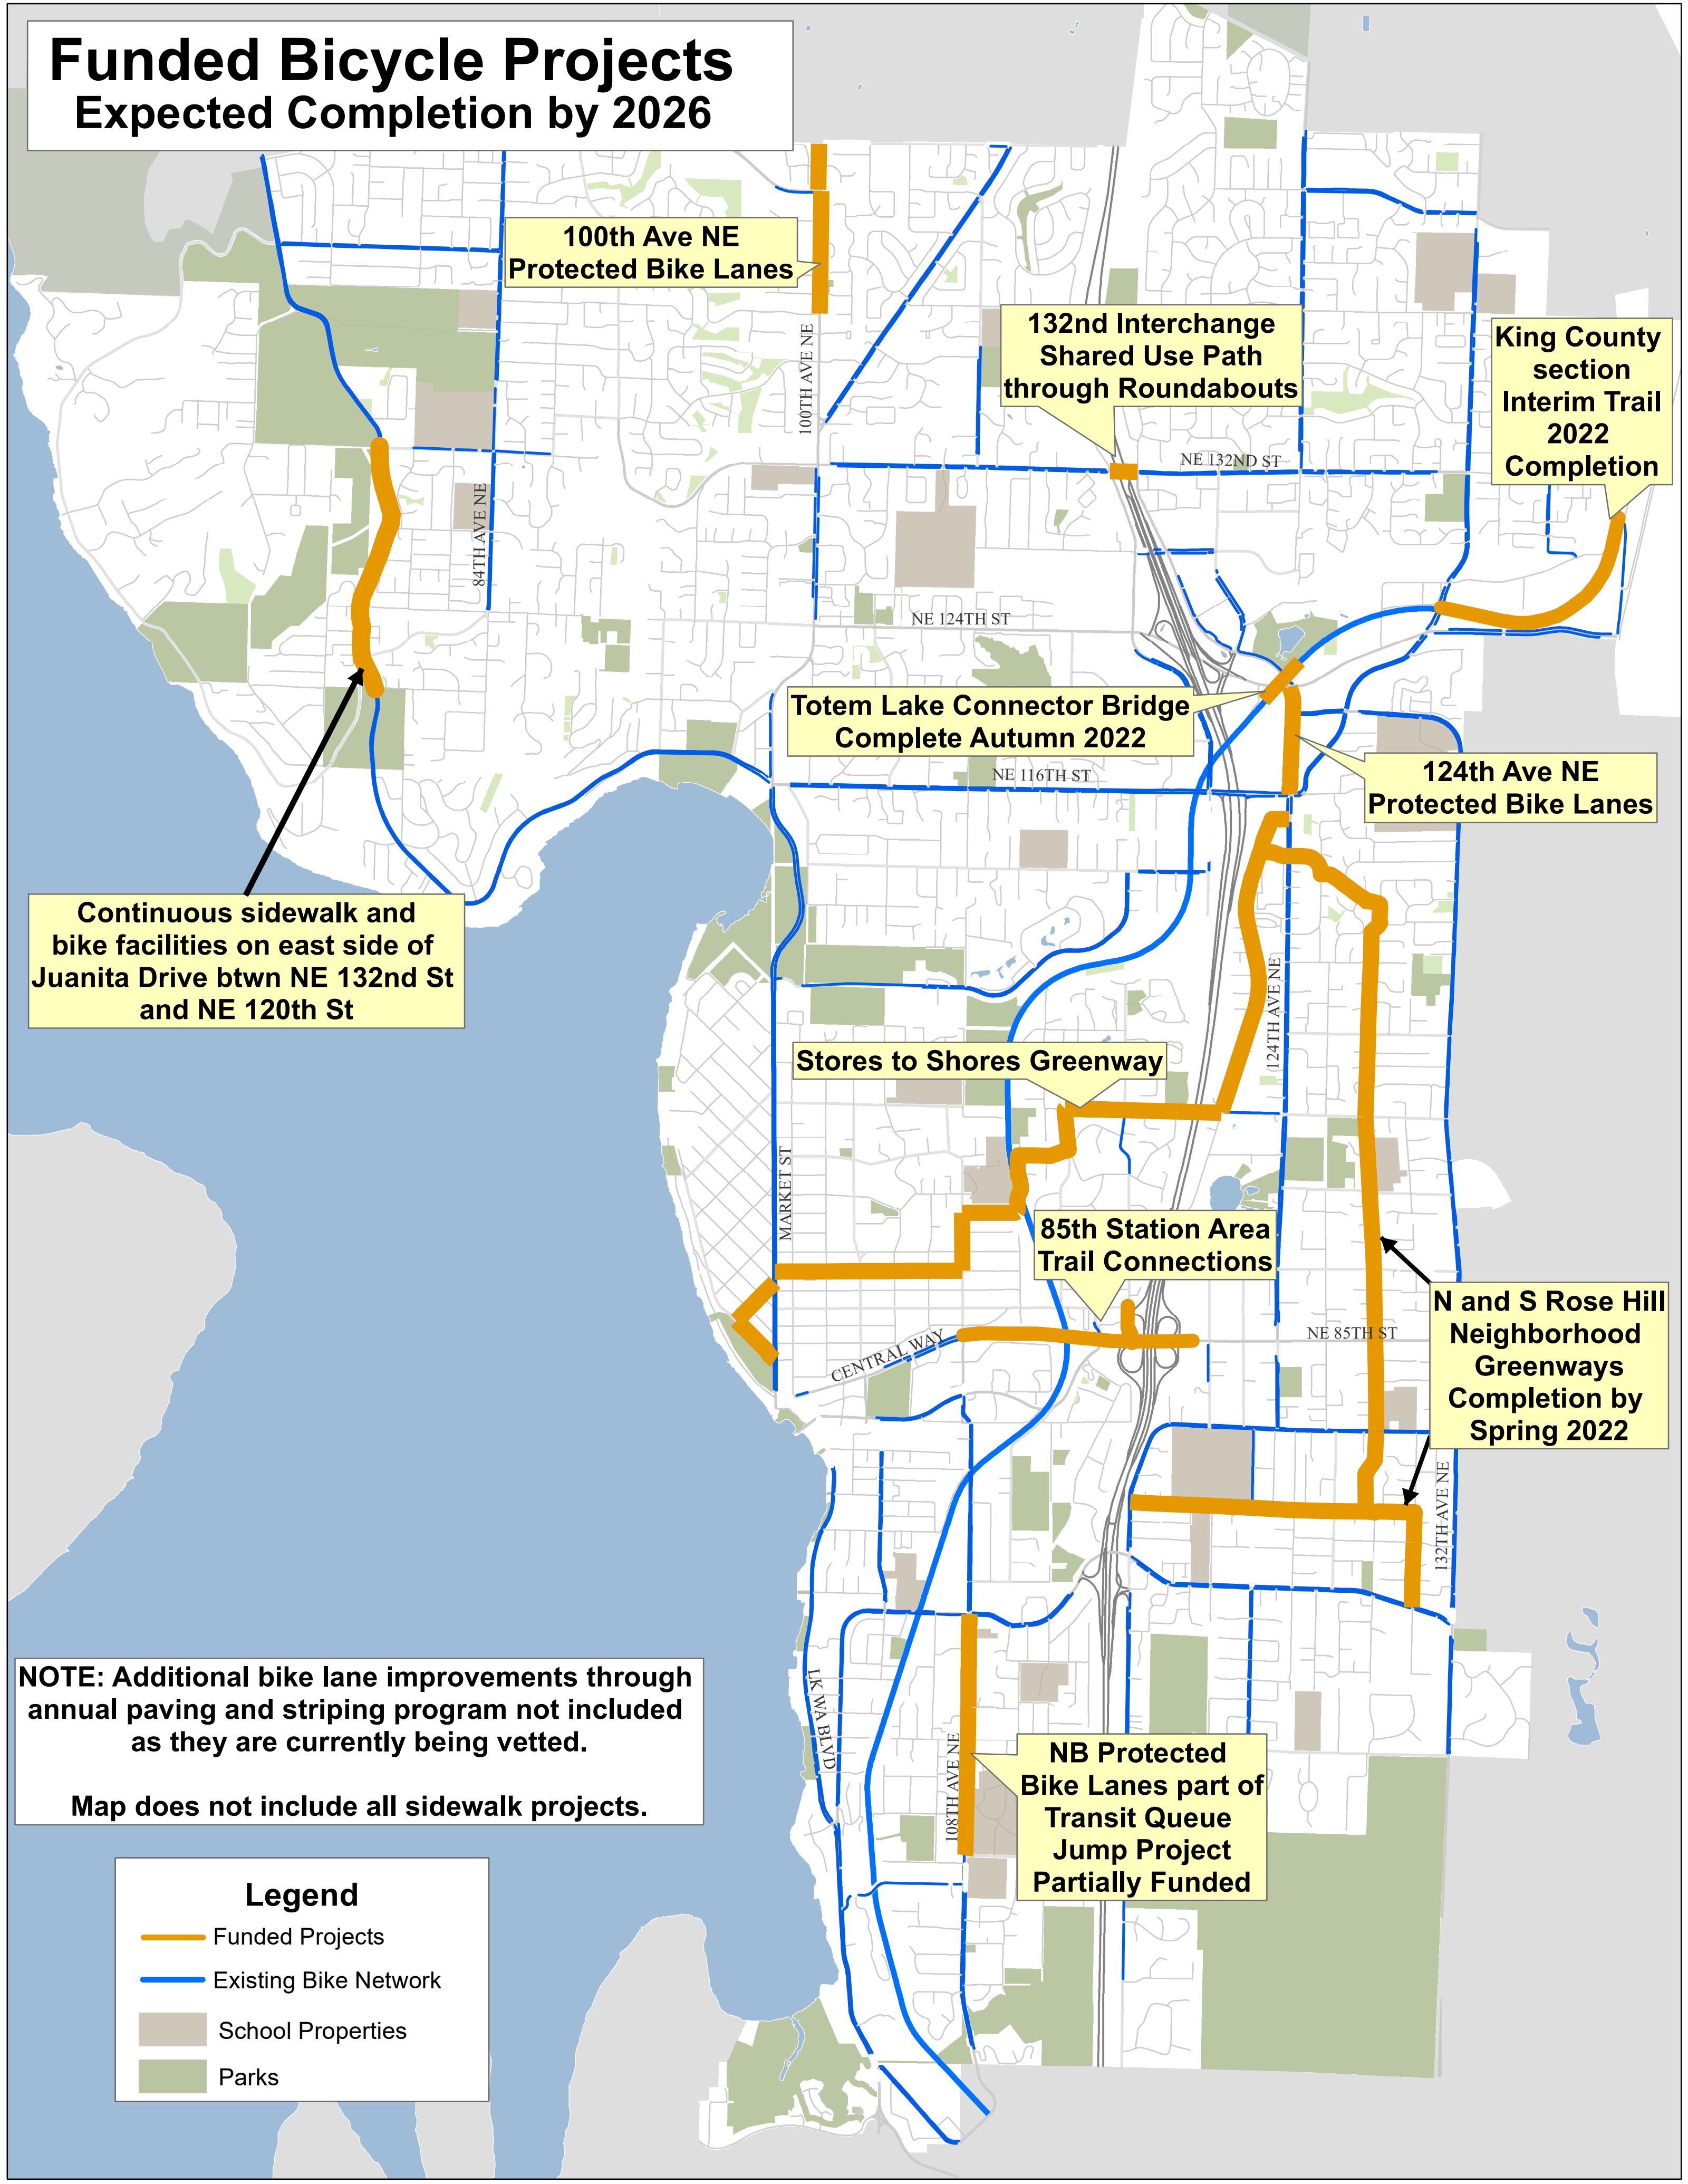 Funded Bicycle Projects
Expected Completion by 2026
100th Ave NE
Protected Bike Lanes
132nd Interchange
Shared Use Path
through Roundabouts
King County
section
Interim Trail
2022
Completion
100TH AVE NE
NE 132ND ST
84TH AVE NE
NE 124TH ST
Totem Lake Connector Bridge
Complete Autumn 2022
NE 116TH ST
124th Ave NE
Protected Bike Lanes
Continuous sidewalk and
bike facilities on east side of
Juanita Drive btwn NE 132nd St
and NE 120th St
124TH AVE NE
Stores to Shores Greenway
MARKET ST
85th Station Area
Trail Connections
N and S Rose Hill
Neighborhood
Greenways
Completion by
Spring 2022
NE 85TH ST
CENTRAL WAY
132TH AVE NE
NOTE: Additional bike lane improvements through
annual paving and striping program not included
as they are currently being vetted.
Map does not include all sidewalk projects.
LK WA BLVD
108TH AVE NE
NB Protected
Bike Lanes part of
Transit Queue
Jump Project
Partially Funded
Legend
Funded Projects
Existing Bike Network
School Properties
Parks